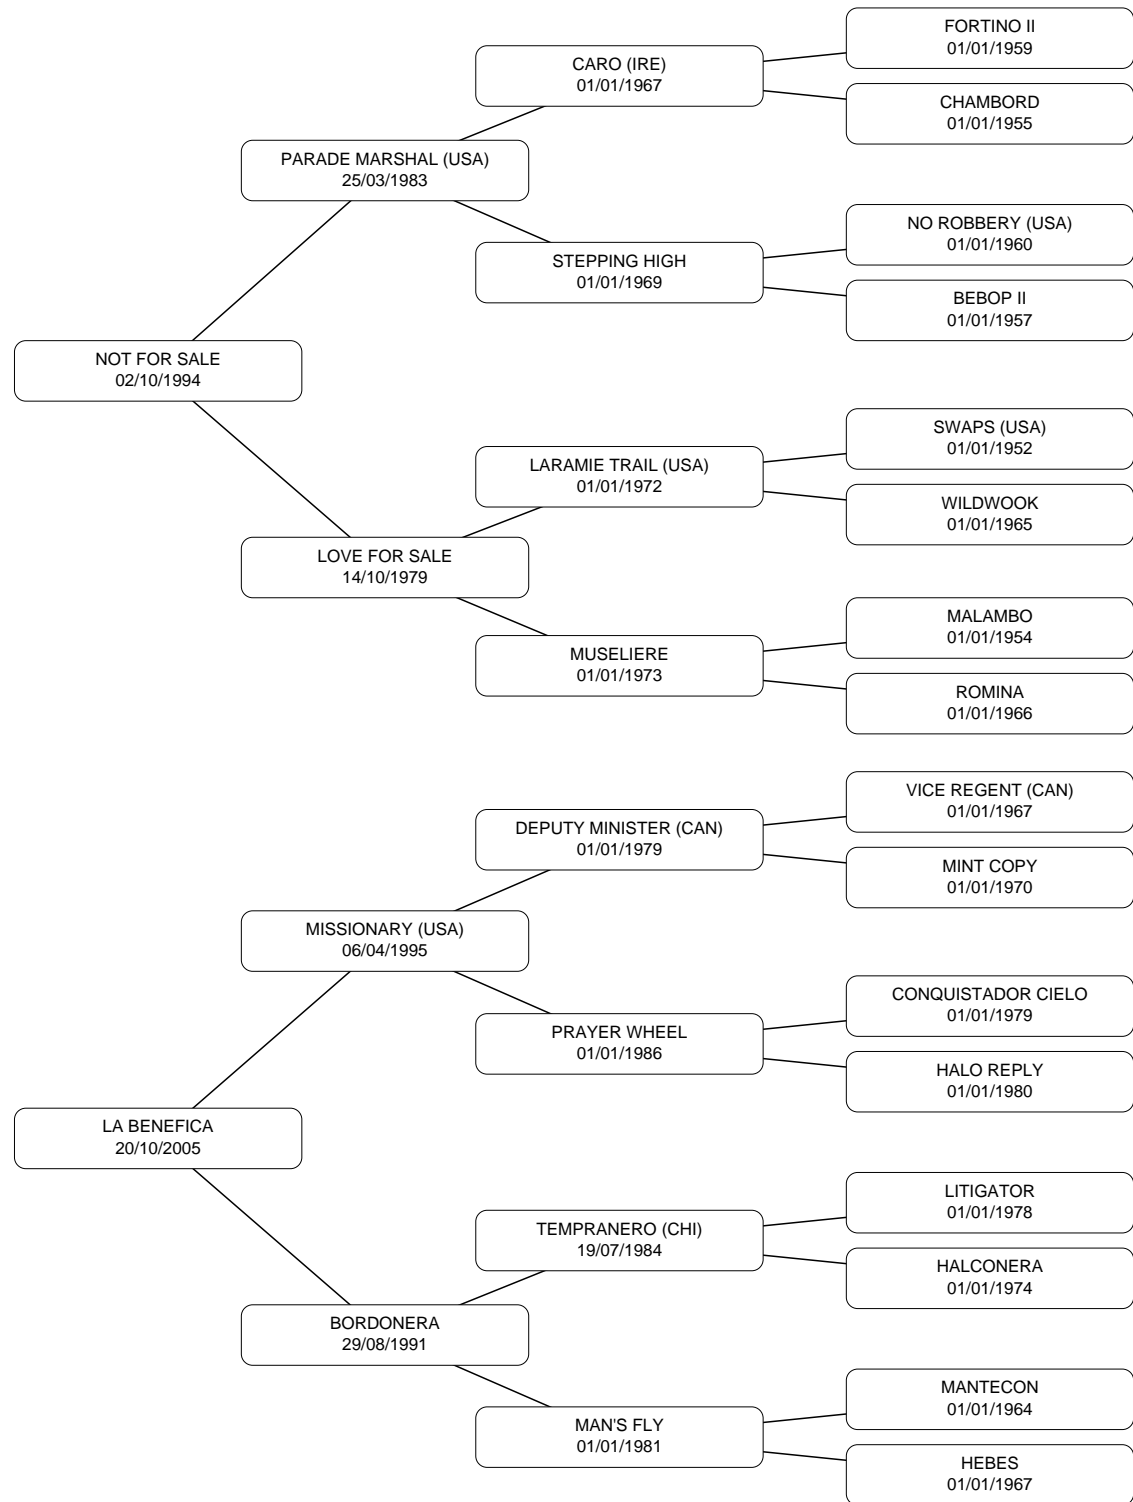 FORTINO II
01/01/1959
CARO (IRE)
01/01/1967
CHAMBORD
01/01/1955
PARADE MARSHAL (USA)
25/03/1983
NO ROBBERY (USA)
01/01/1960
STEPPING HIGH
01/01/1969
BEBOP II
01/01/1957
NOT FOR SALE
02/10/1994
SWAPS (USA)
01/01/1952
LARAMIE TRAIL (USA)
01/01/1972
WILDWOOK
01/01/1965
LOVE FOR SALE
14/10/1979
MALAMBO
01/01/1954
MUSELIERE
01/01/1973
ROMINA
01/01/1966
VICE REGENT (CAN)
01/01/1967
DEPUTY MINISTER (CAN)
01/01/1979
MINT COPY
01/01/1970
MISSIONARY (USA)
06/04/1995
CONQUISTADOR CIELO
01/01/1979
PRAYER WHEEL
01/01/1986
HALO REPLY
01/01/1980
LA BENEFICA
20/10/2005
LITIGATOR
01/01/1978
TEMPRANERO (CHI)
19/07/1984
HALCONERA
01/01/1974
BORDONERA
29/08/1991
MANTECON
01/01/1964
MAN'S FLY
01/01/1981
HEBES
01/01/1967